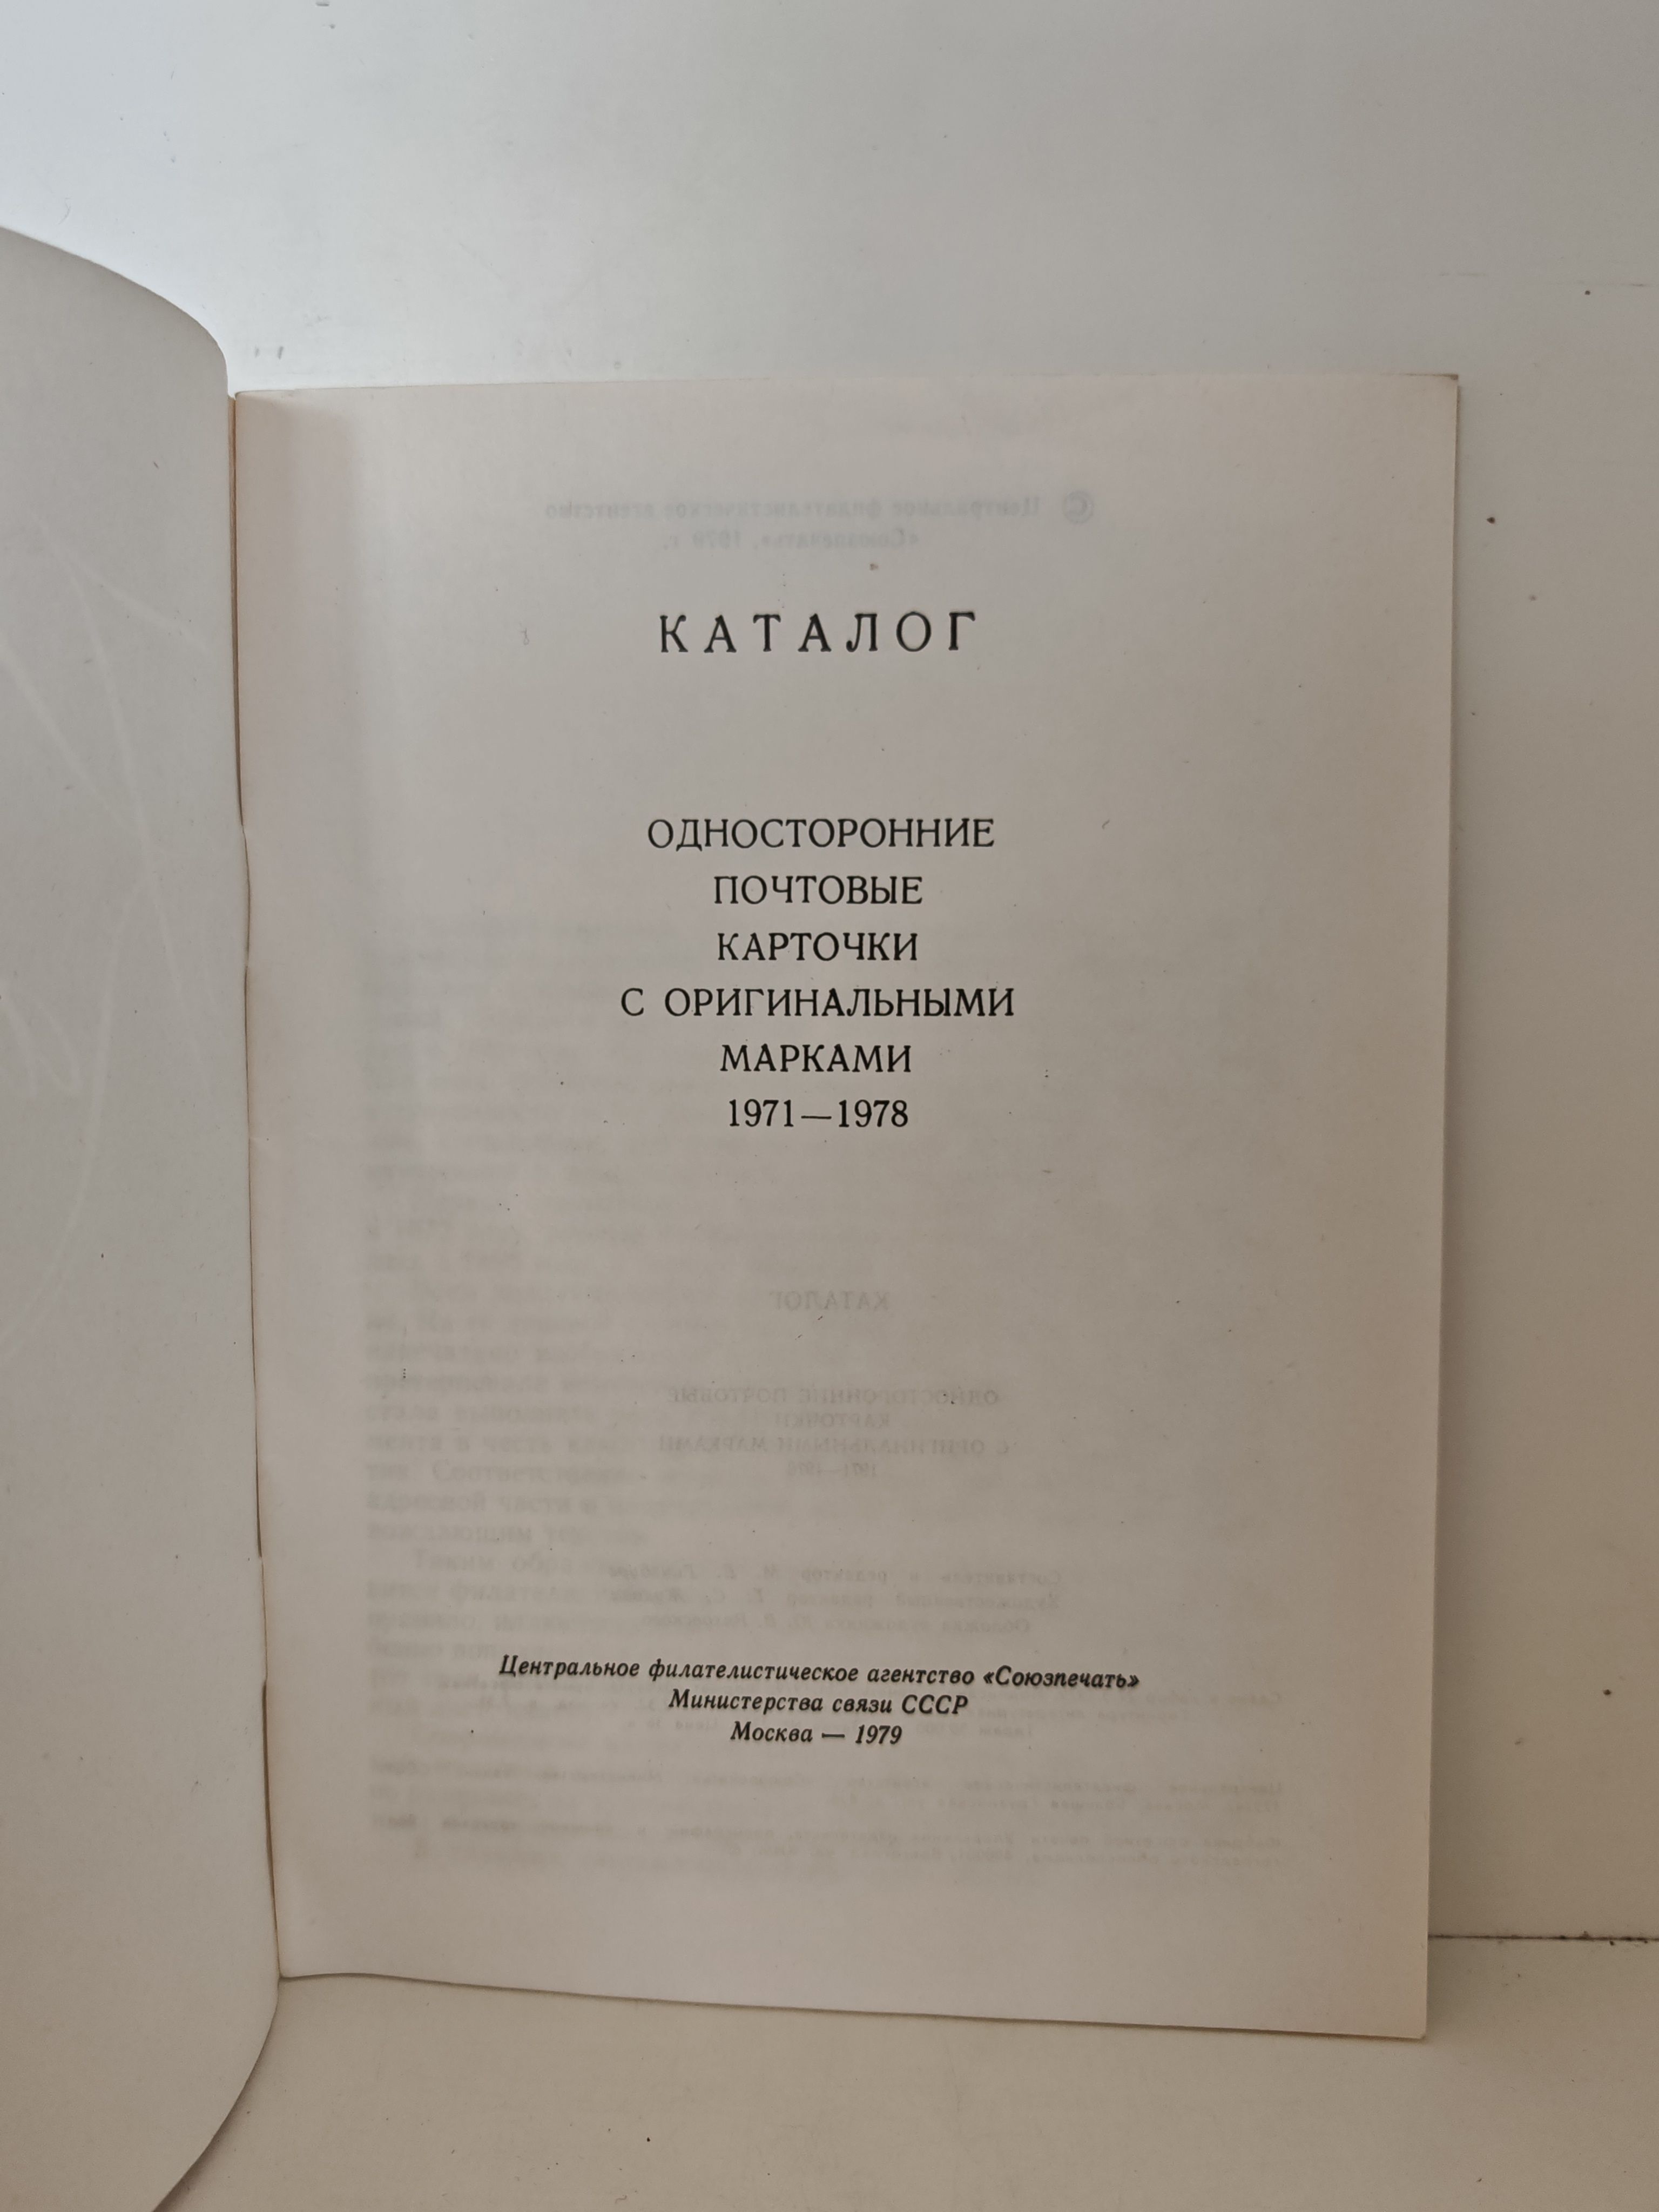 КАТАЛОГ
ОДНОСТОРОННИЕ
ПОЧТОВЫЕ
КАРТОЧКИ
С ОРИГИНАЛЬНЫМИ
МАРКАМИ
1971—1978
Центральное филателистическое агентство «Союзпечать»
Министерства связи СССР
Москва — 1979